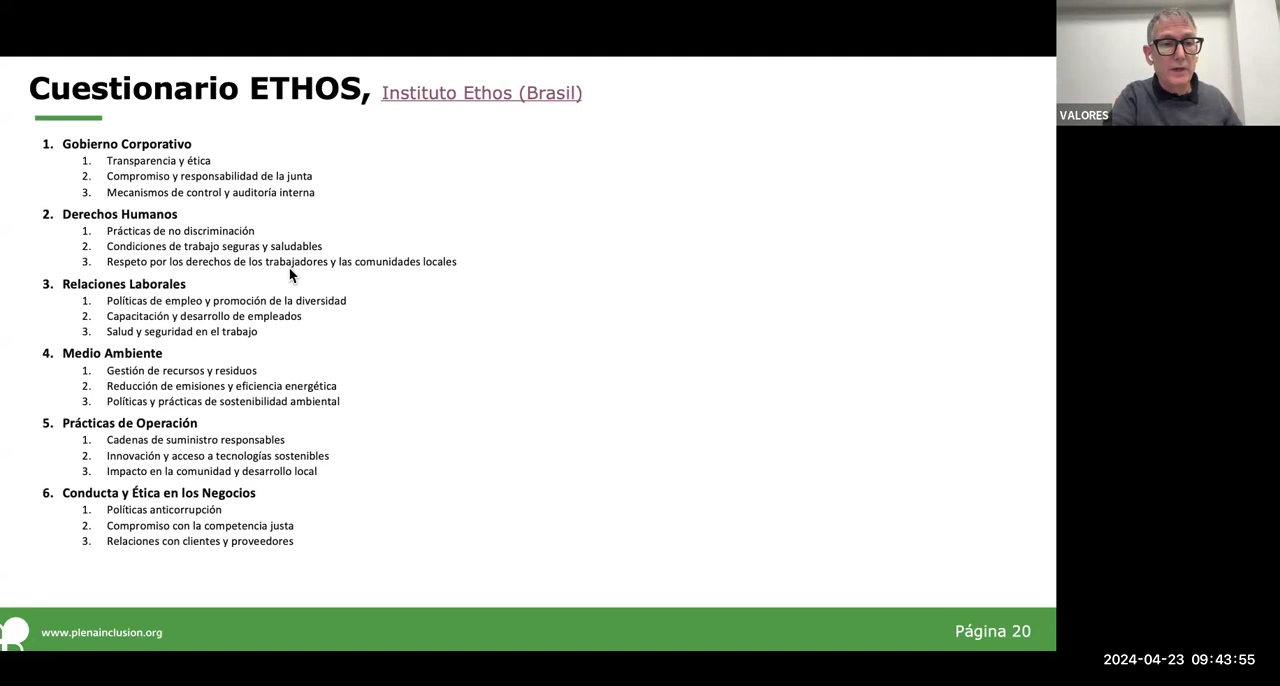 Cuestionario ETHOS, Instituto Ethos (Brasil)
1. Gobierno Corporativo
1. Transparencia y ética
2. Compromiso y responsabilidad de la junta
3. Mecanismos de control y auditoría interna
2. Derechos Humanos
1. Prácticas de no discriminación
2. Condiciones de trabajo seguras y saludables
3. Respeto por los derechos de los trabajadores y las comunidades locales
3. Relaciones Laborales
1. Políticas de empleo y promoción de la diversidad
2. Capacitación y desarrollo de empleados
3. Salud y seguridad en el trabajo
4. Medio Ambiente
1. Gestión de recursos y residuos
2. Reducción de emisiones y eficiencia energética
3. Políticas y prácticas de sostenibilidad ambiental
5. Prácticas de Operación
1. Cadenas de suministro responsables
2. Innovación y acceso a tecnologías sostenibles
3. Impacto en la comunidad y desarrollo local
6. Conducta y Ética en los Negocios
1. Políticas anticorrupción
2. Compromiso con la competencia justa
3. Relaciones con clientes y proveedores
www.plenainclusion.org
Página 20
VALORES
2024-04-23 09:43:55